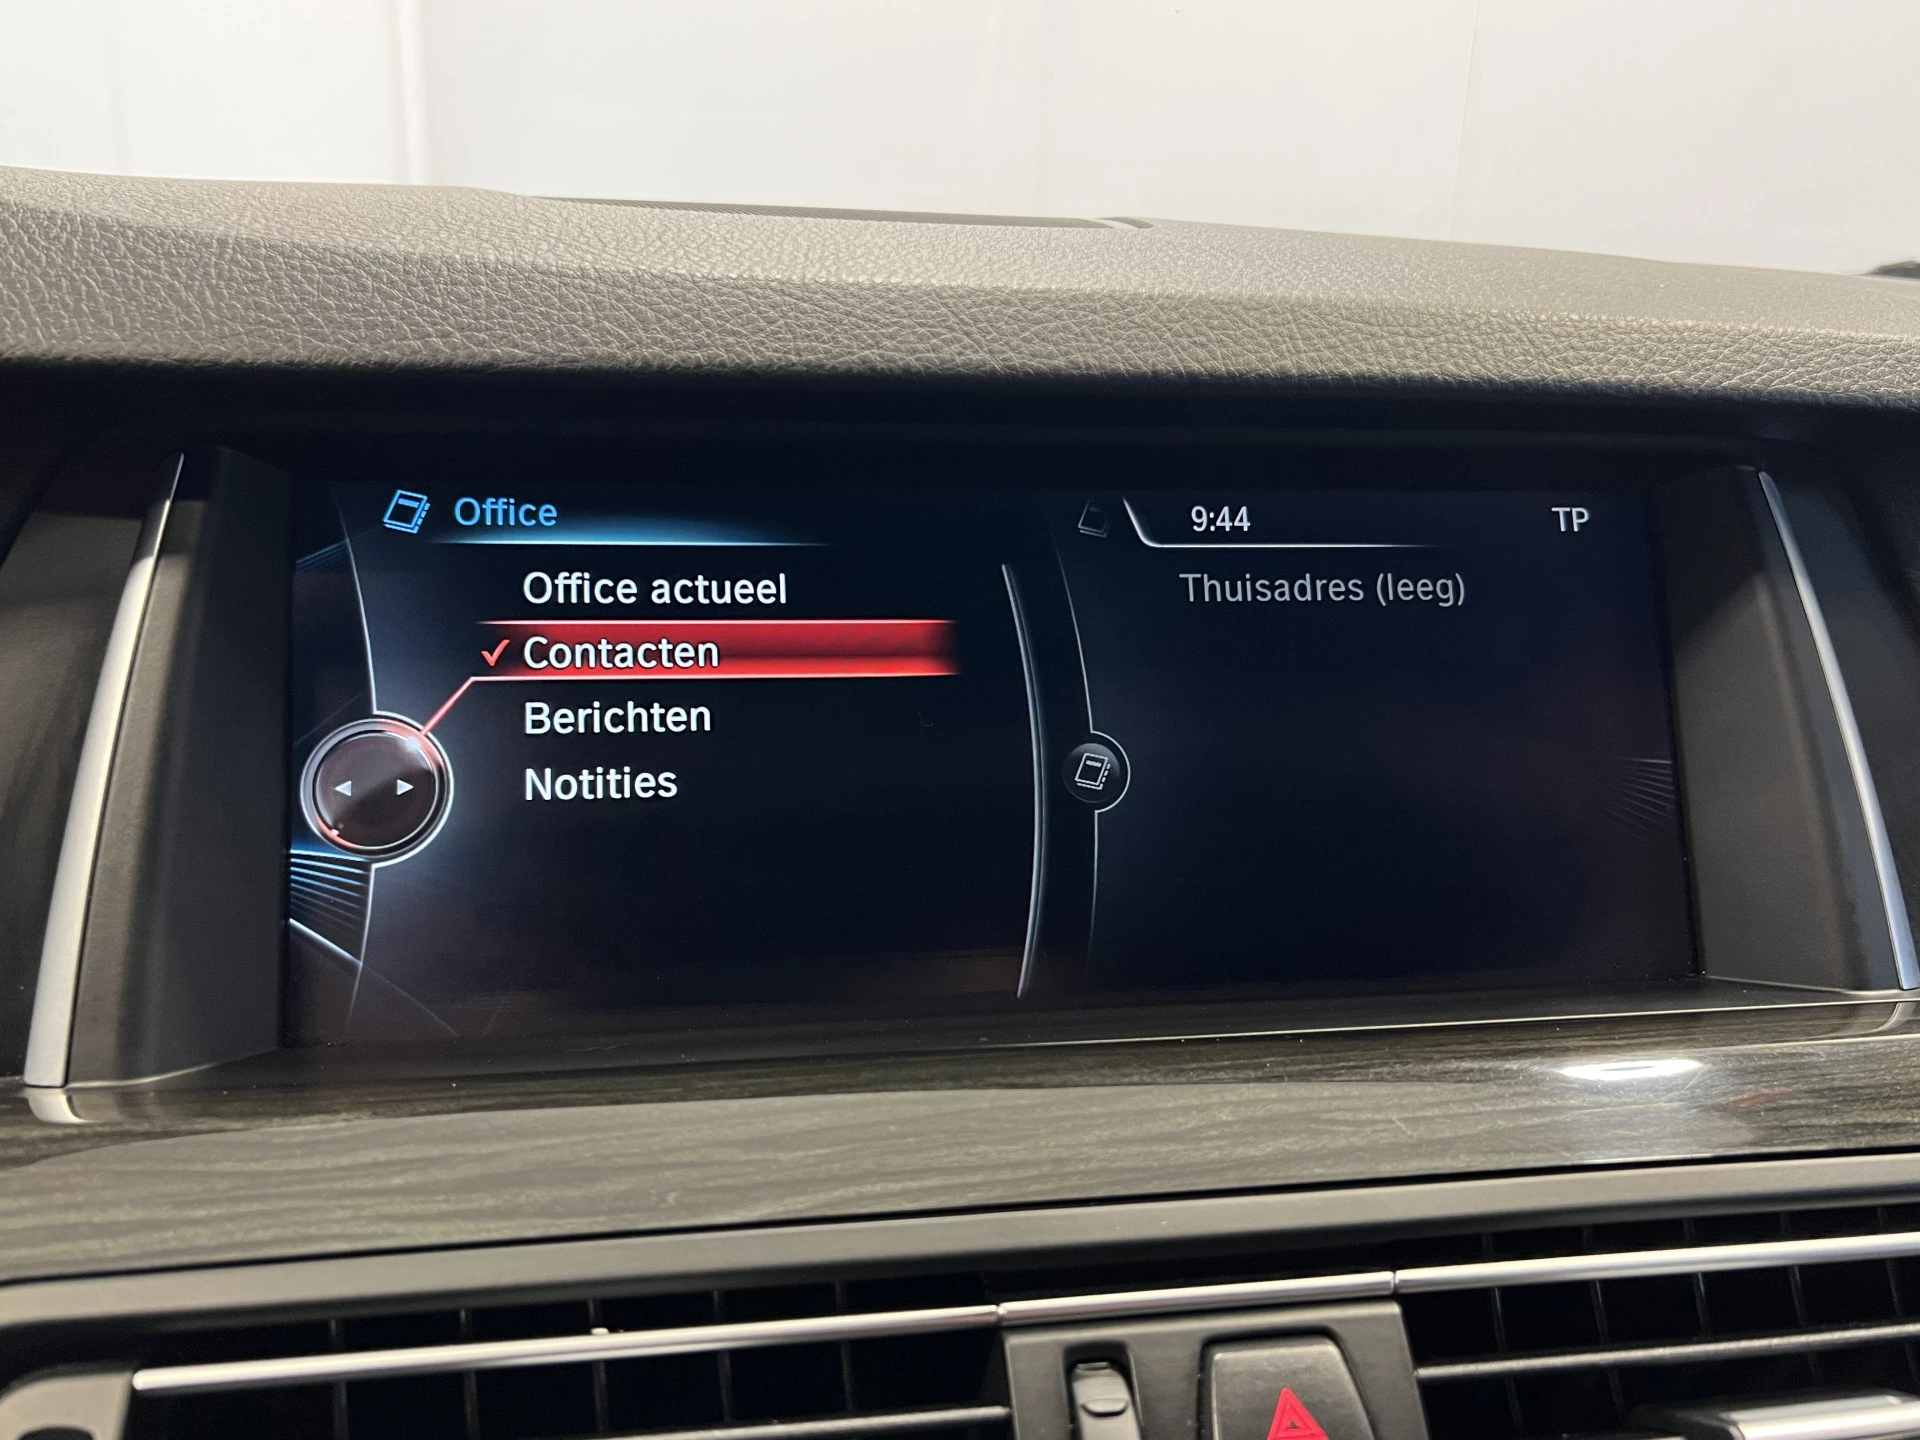 Office
Office actueel
Contacten
Berichten
Notities
9:44
TP
Thuisadres (leeg)